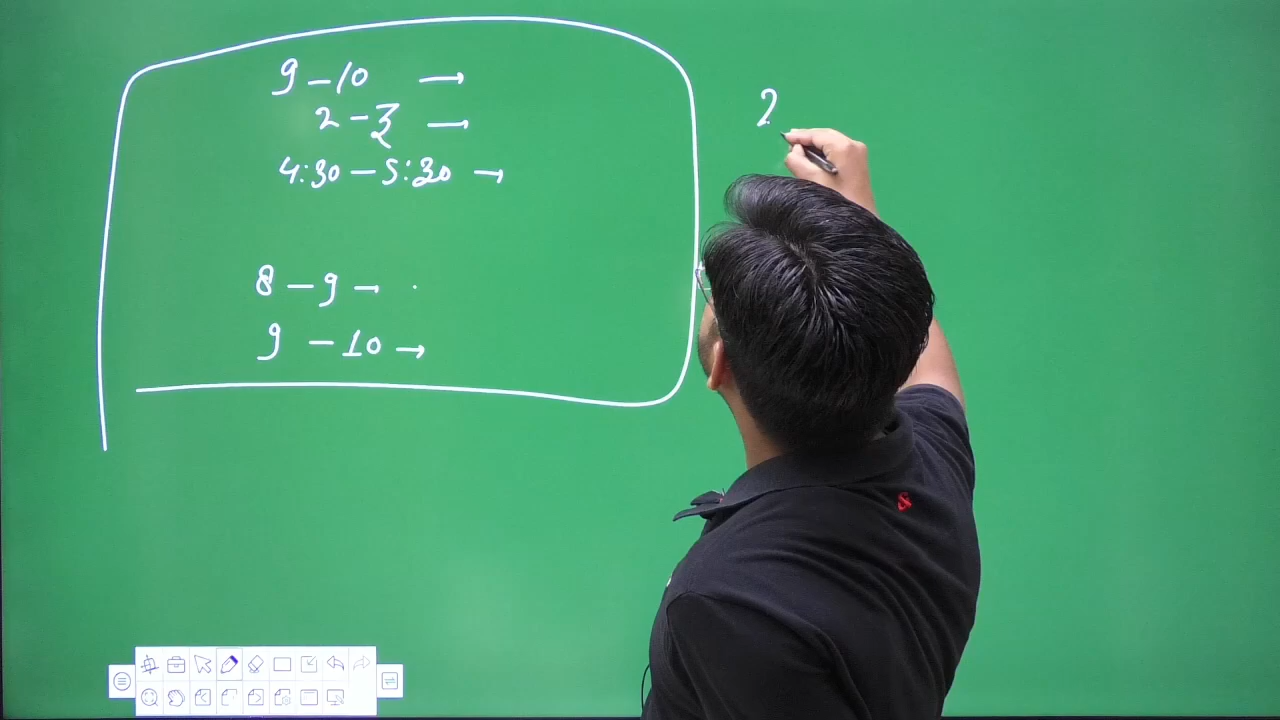 9 – 10 →
2 – 3 →
4:30 – 5:30 →
8 – 9 →
9 – 10 →
2